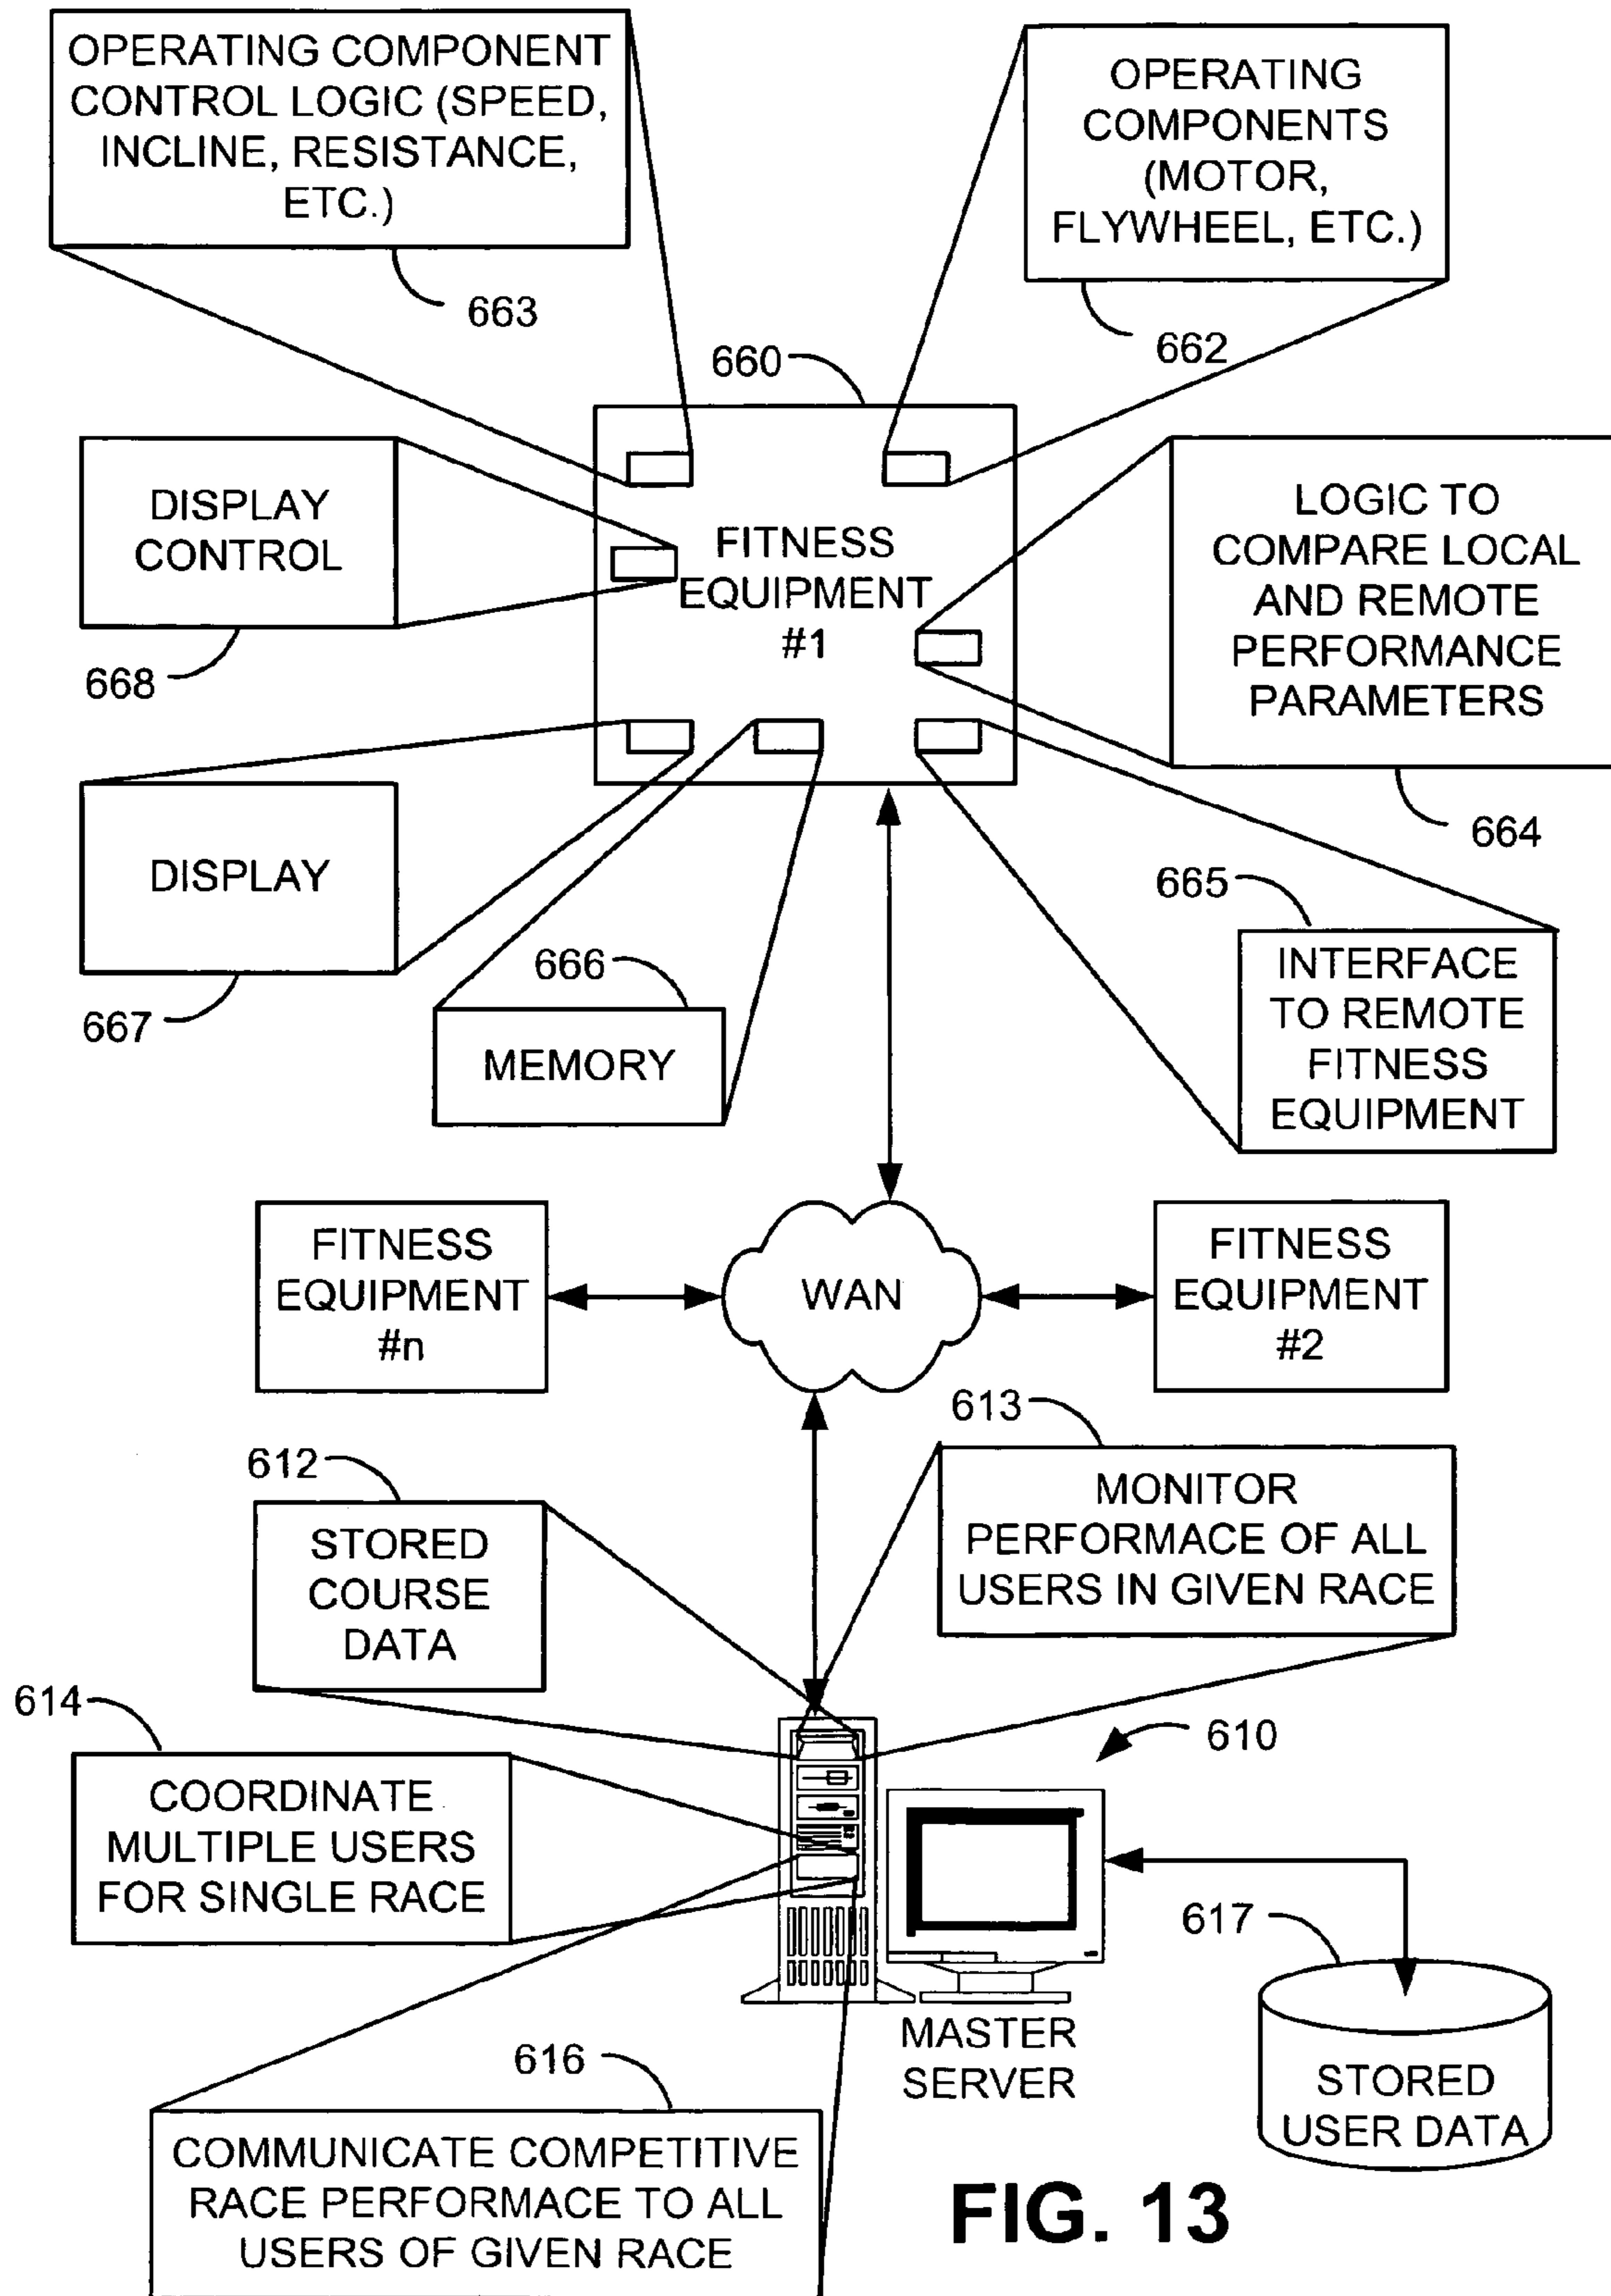 OPERATING COMPONENT
CONTROL LOGIC (SPEED,
INCLINE, RESISTANCE,
ETC.)
663
OPERATING
COMPONENTS
(MOTOR,
FLYWHEEL, ETC.)
662
660
FITNESS
EQUIPMENT
#1
DISPLAY
CONTROL
668
LOGIC TO
COMPARE LOCAL
AND REMOTE
PERFORMANCE
PARAMETERS
664
DISPLAY
667
666
MEMORY
665
INTERFACE
TO REMOTE
FITNESS
EQUIPMENT
FITNESS
EQUIPMENT
#n
WAN
FITNESS
EQUIPMENT
#2
612
STORED
COURSE
DATA
613
MONITOR
PERFORMACE OF ALL
USERS IN GIVEN RACE
614
COORDINATE
MULTIPLE USERS
FOR SINGLE RACE
610
MASTER
SERVER
617
STORED
USER DATA
616
COMMUNICATE COMPETITIVE
RACE PERFORMACE TO ALL
USERS OF GIVEN RACE
FIG. 13